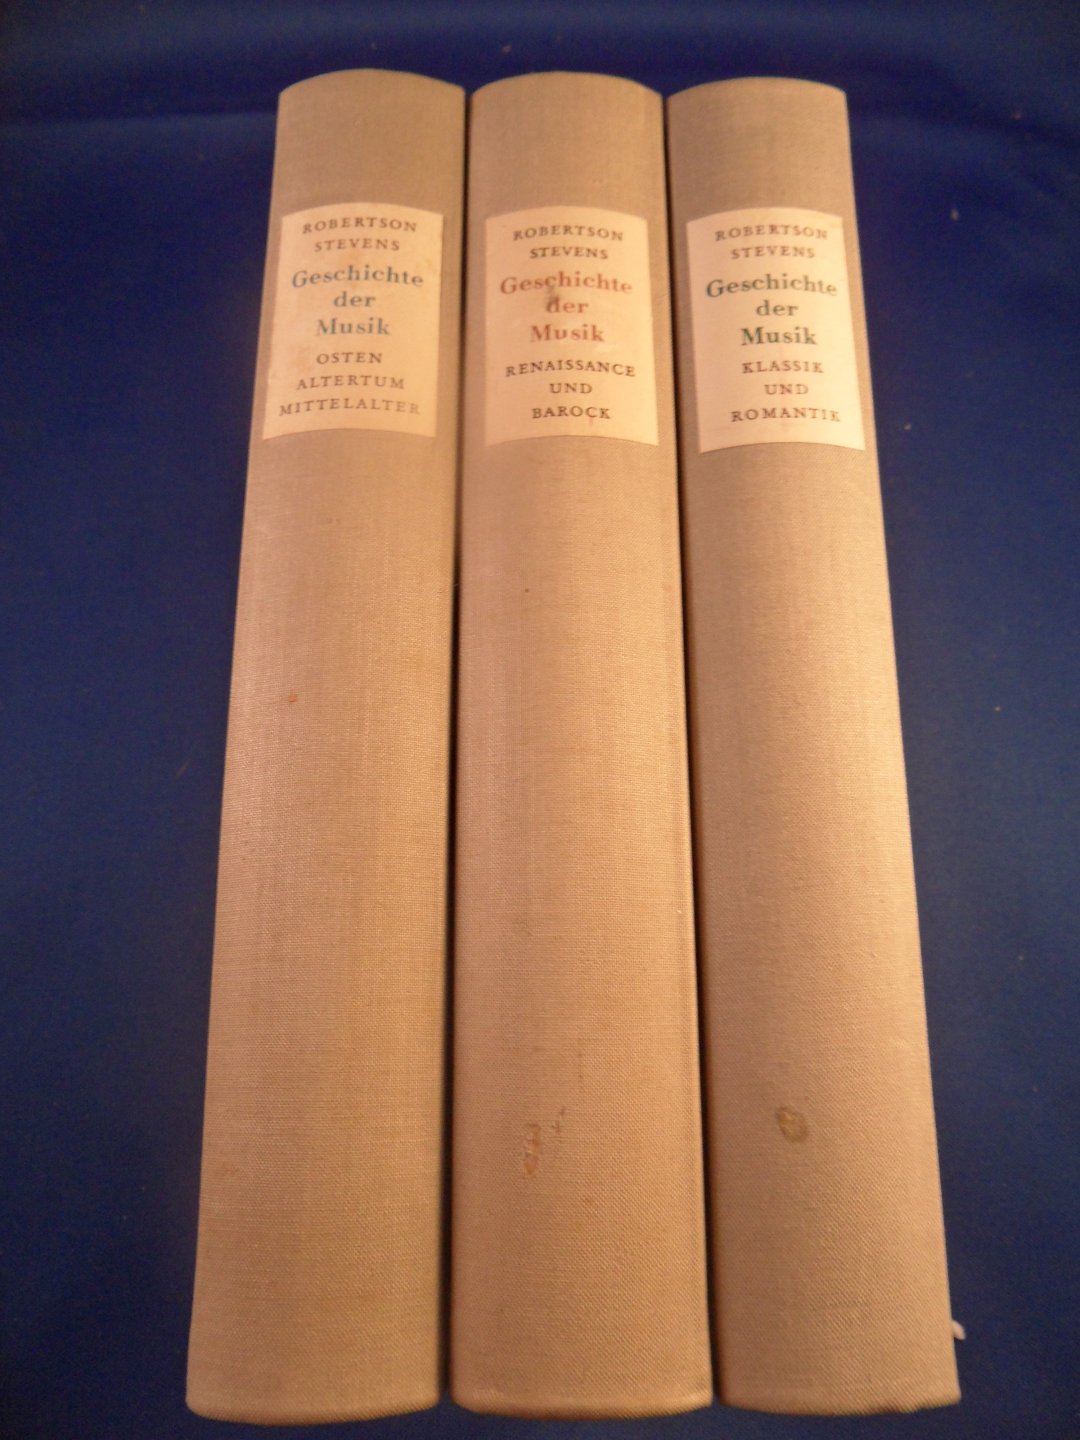 ROBERTSON
STEVENS
Geschichte
der
Musik
OSTEN
ALTERTUM
MITTELALTER
ROBERTSON
STEVENS
Geschichte
der
Musik
RENAISSANCE
UND
BAROCK
ROBERTSON
STEVENS
Geschichte
der
Musik
KLASSIK
UND
ROMANTIK